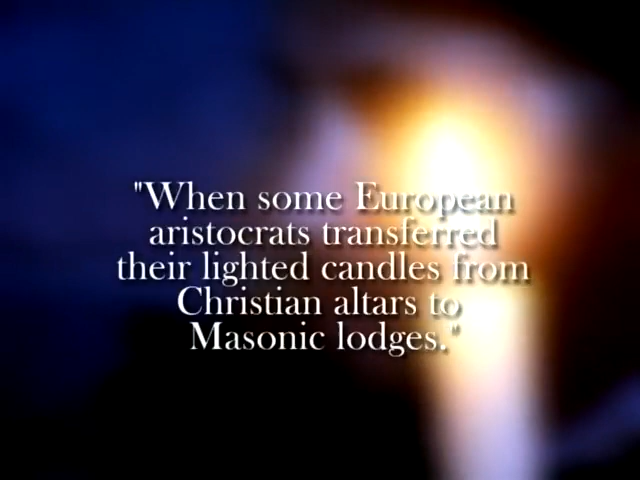 "When some European
aristocrats transferred
their lighted candles from
Christian altars to
Masonic lodges."